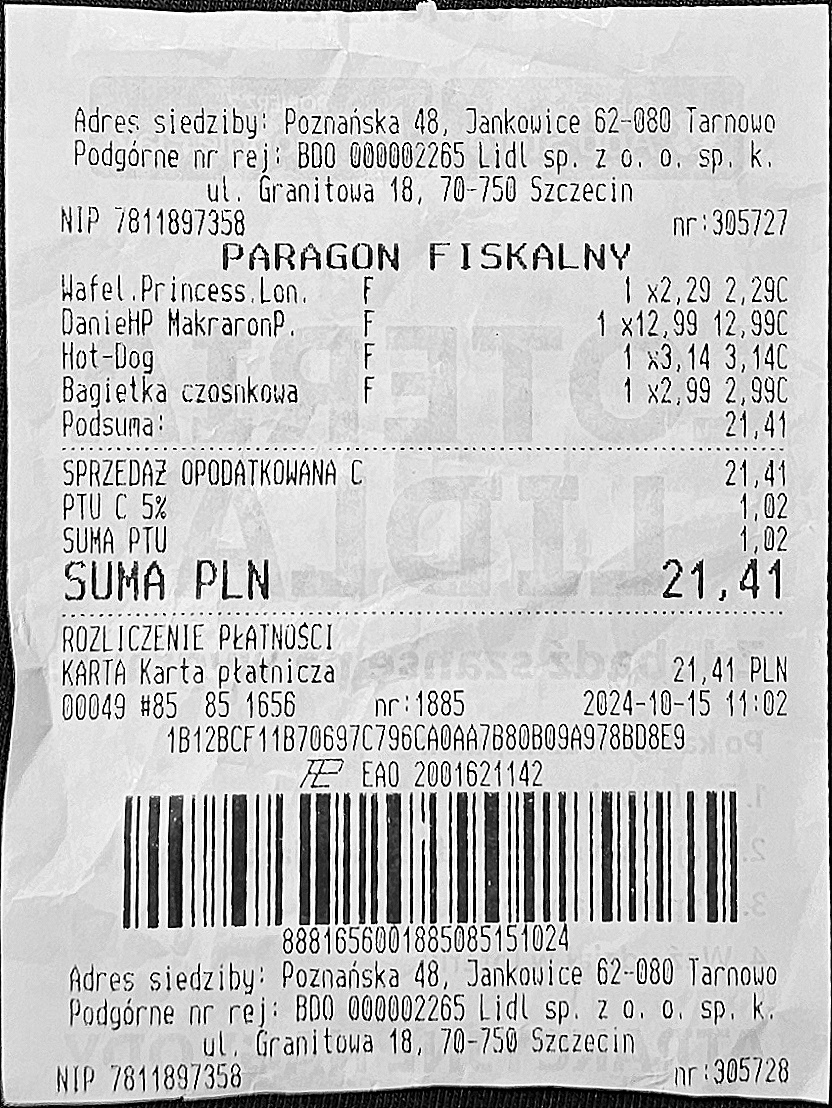 Adres siedziby: Poznańska 48, Jankowice 62-080 Tarnowo
Podgórne nr rej: BDO 000002265 Lidl sp. z o. o. sp. k.
ul. Granitowa 18, 70-750 Szczecin
NIP 7811897358 nr:305727
PARAGON FISKALNY
Wafel.Princess.Lon. F 1 x2,29 2,29C
DanieHP MakraronP. F 1 x12,99 12,99C
Hot-Dog F 1 x3,14 3,14C
Bagietka czosnkowa F 1 x2,99 2,99C
Podsuma: 21,41
SPRZEDAŻ OPODATKOWANA C 21,41
PTU C 5% 1,02
SUMA PTU 1,02
SUMA PLN 21,41
ROZLICZENIE PŁATNOŚCI
KARTA Karta płatnicza 21,41 PLN
00049 #85 85 1656 nr:1885 2024-10-15 11:02
1B12BCF11B70697C796CA0AA7B80B09A978BD8E9
EAO 2001621142
8881656001885085151024
Adres siedziby: Poznańska 48, Jankowice 62-080 Tarnowo
Podgórne nr rej: BDO 000002265 Lidl sp. z o. o. sp. k.
ul. Granitowa 18, 70-750 Szczecin
NIP 7811897358 nr:305728